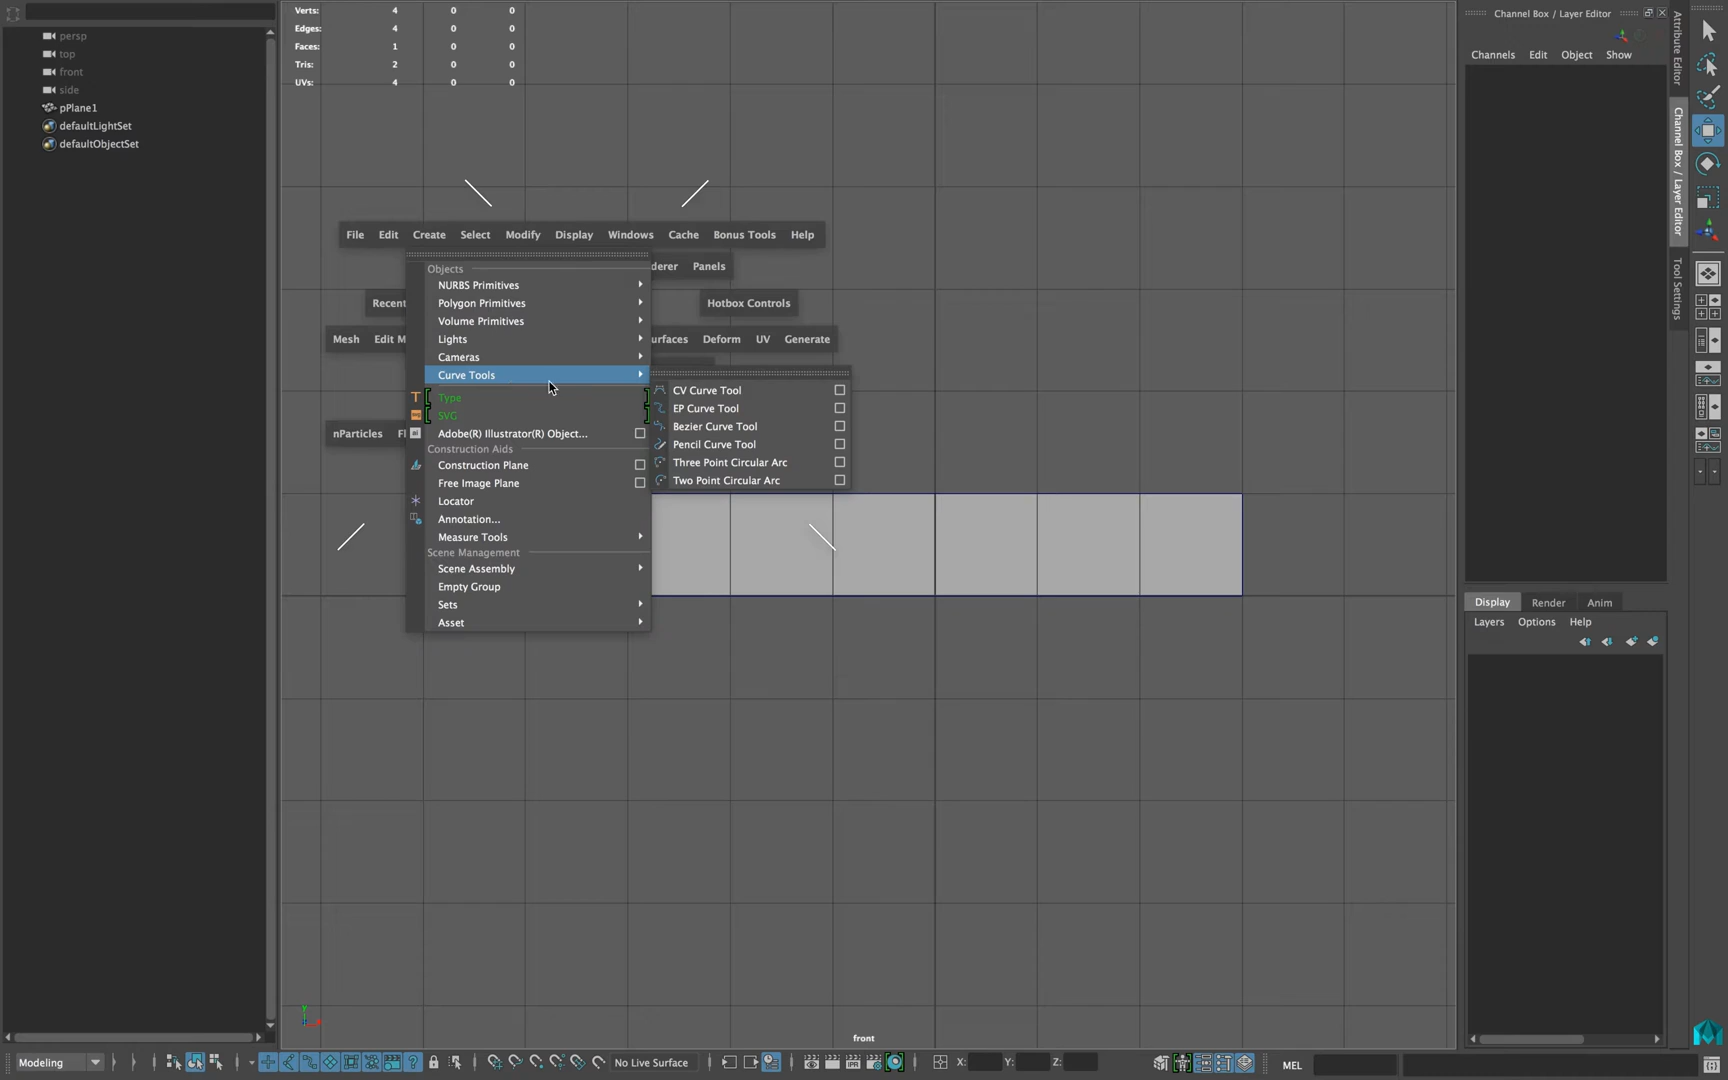 Verts: 4 0 0
Edges: 4 0 0
Faces: 1 0 0
Tris: 2 0 0
UVs: 4 0 0
persp
top
front
side
pPlane1
defaultLightSet
defaultObjectSet
File Edit Create Select Modify Display Windows Cache Bonus Tools Help
derer Panels
Recent Hotbox Controls
Mesh Edit M urfaces Deform UV Generate
nParticles Fl
Objects
NURBS Primitives
Polygon Primitives
Volume Primitives
Lights
Cameras
Curve Tools
Type
SVG
Adobe(R) Illustrator(R) Object...
Construction Aids
Construction Plane
Free Image Plane
Locator
Annotation...
Measure Tools
Scene Management
Scene Assembly
Empty Group
Sets
Asset
CV Curve Tool
EP Curve Tool
Bezier Curve Tool
Pencil Curve Tool
Three Point Circular Arc
Two Point Circular Arc
front
Channel Box / Layer Editor
Channels Edit Object Show
Attribute Editor
Channel Box / Layer Editor
Tool Settings
Display Render Anim
Layers Options Help
Modeling
No Live Surface
X: Y: Z:
MEL